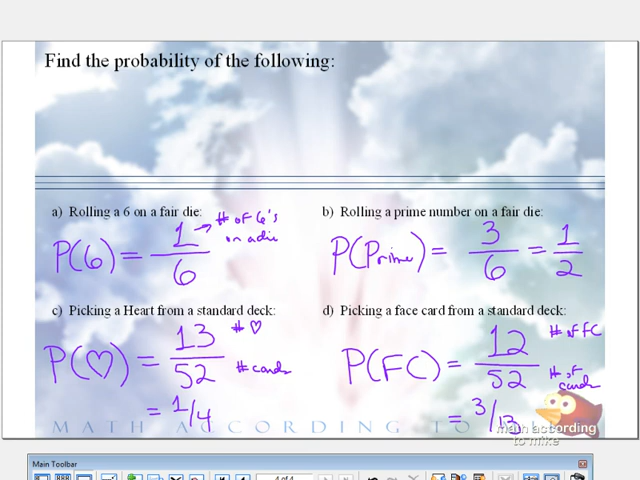 Find the probability of the following:
a) Rolling a 6 on a fair die:
P(6) = 1/6 → # of 6's
on a die
b) Rolling a prime number on a fair die:
P(Prime) = 3/6 = 1/2
c) Picking a Heart from a standard deck:
P(♡) = 13/52 # ♡
# cards
= 1/4
d) Picking a face card from a standard deck:
P(FC) = 12/52 # of FC
# of
cards
= 3/13
MATH ACCORDING TO
math according
to mike
Main Toolbar
4 of 4